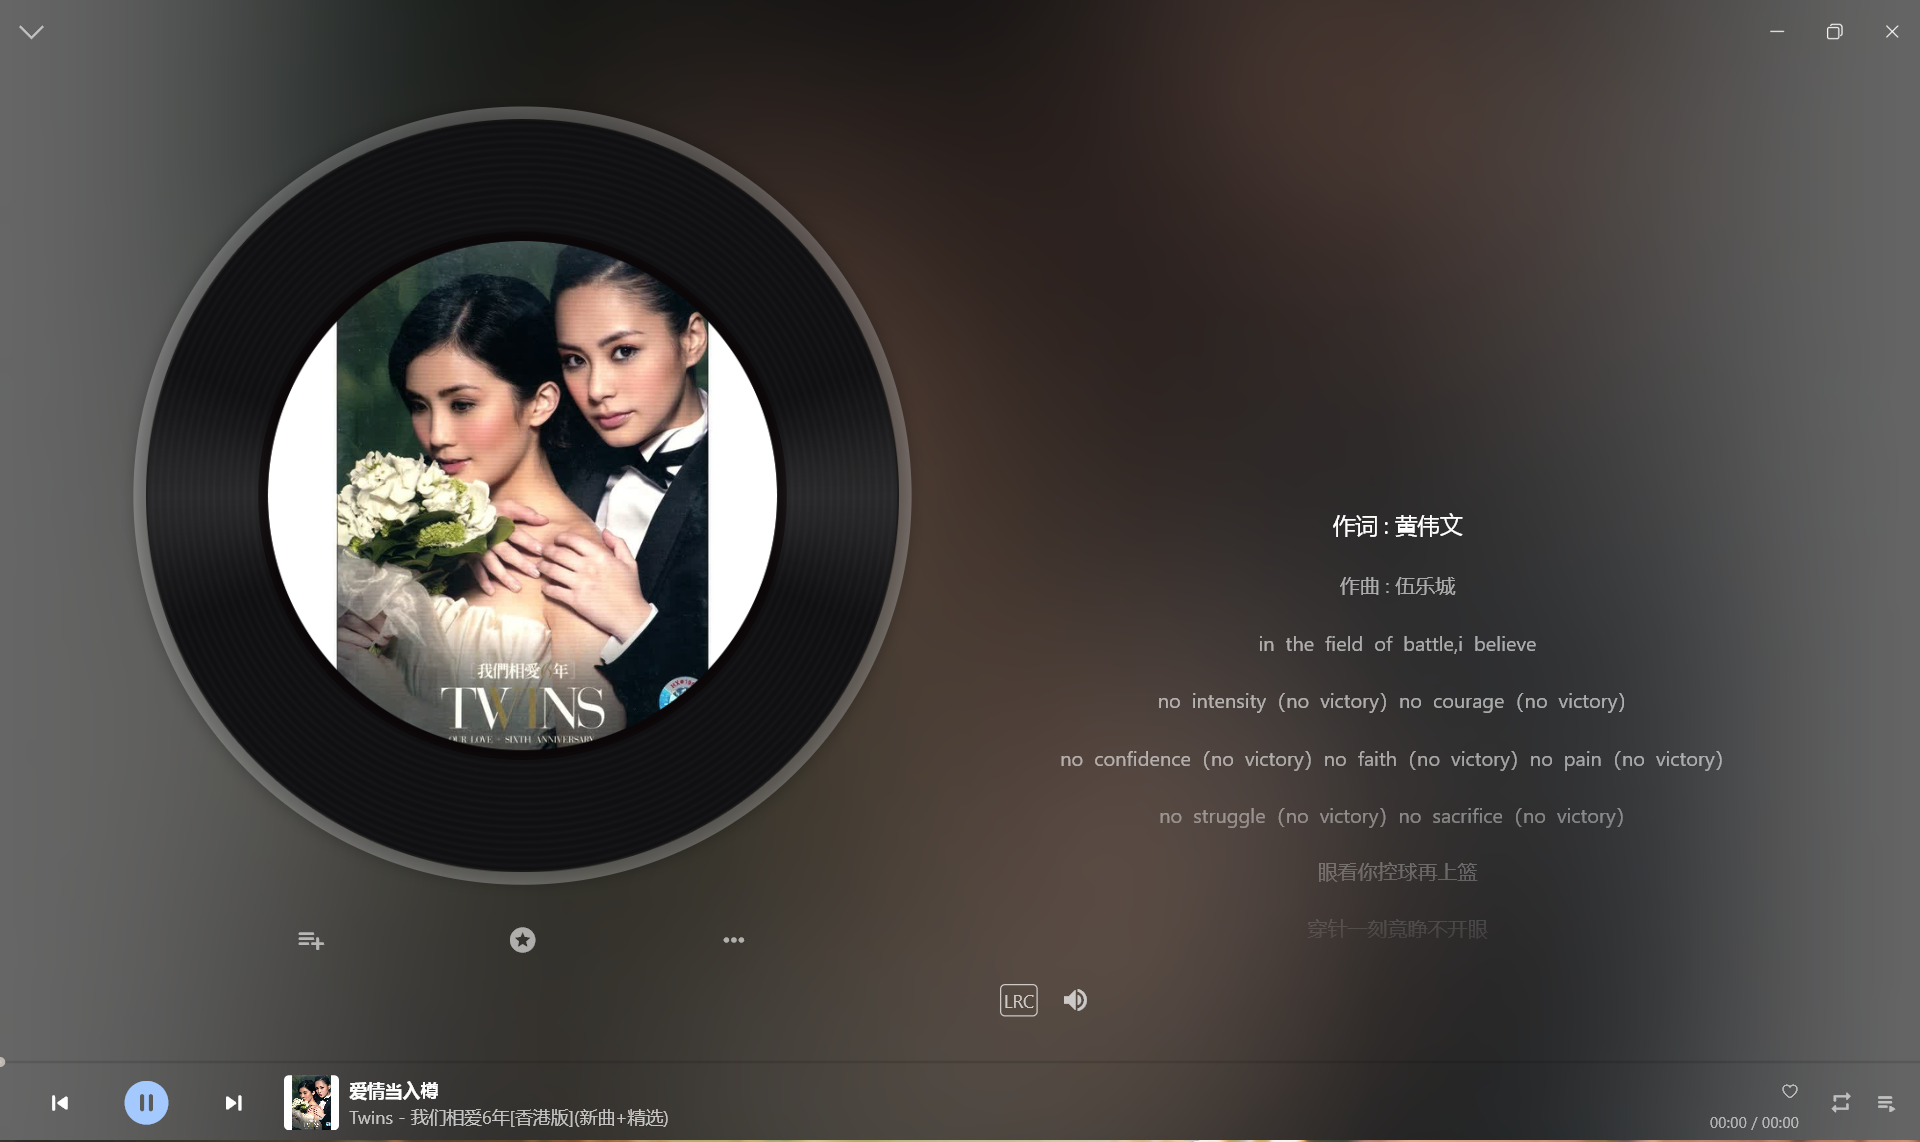 我們相愛6年
TWINS
OUR LOVE - SIXTH ANNIVERSARY
作词 : 黄伟文
作曲 : 伍乐城
in the field of battle,i believe
no intensity (no victory) no courage (no victory)
no confidence (no victory) no faith (no victory) no pain (no victory)
no struggle (no victory) no sacrifice (no victory)
眼看你控球再上篮
穿针一刻竟睁不开眼
LRC
爱情当入樽
Twins - 我们相爱6年[香港版](新曲+精选)
00:00 / 00:00